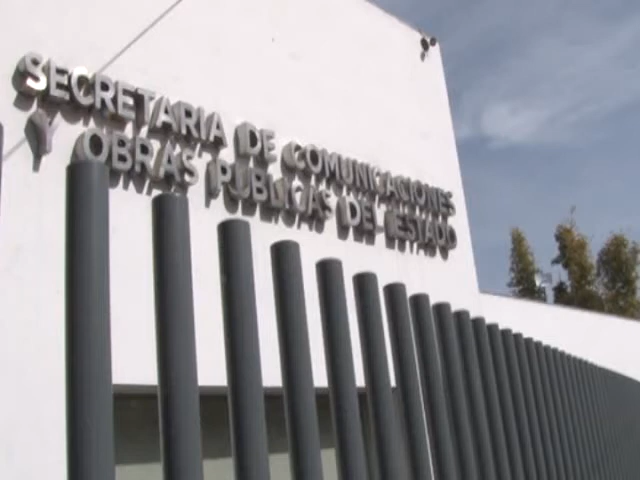 SECRETARIA DE COMUNICACIONES
Y OBRAS PUBLICAS DEL ESTADO